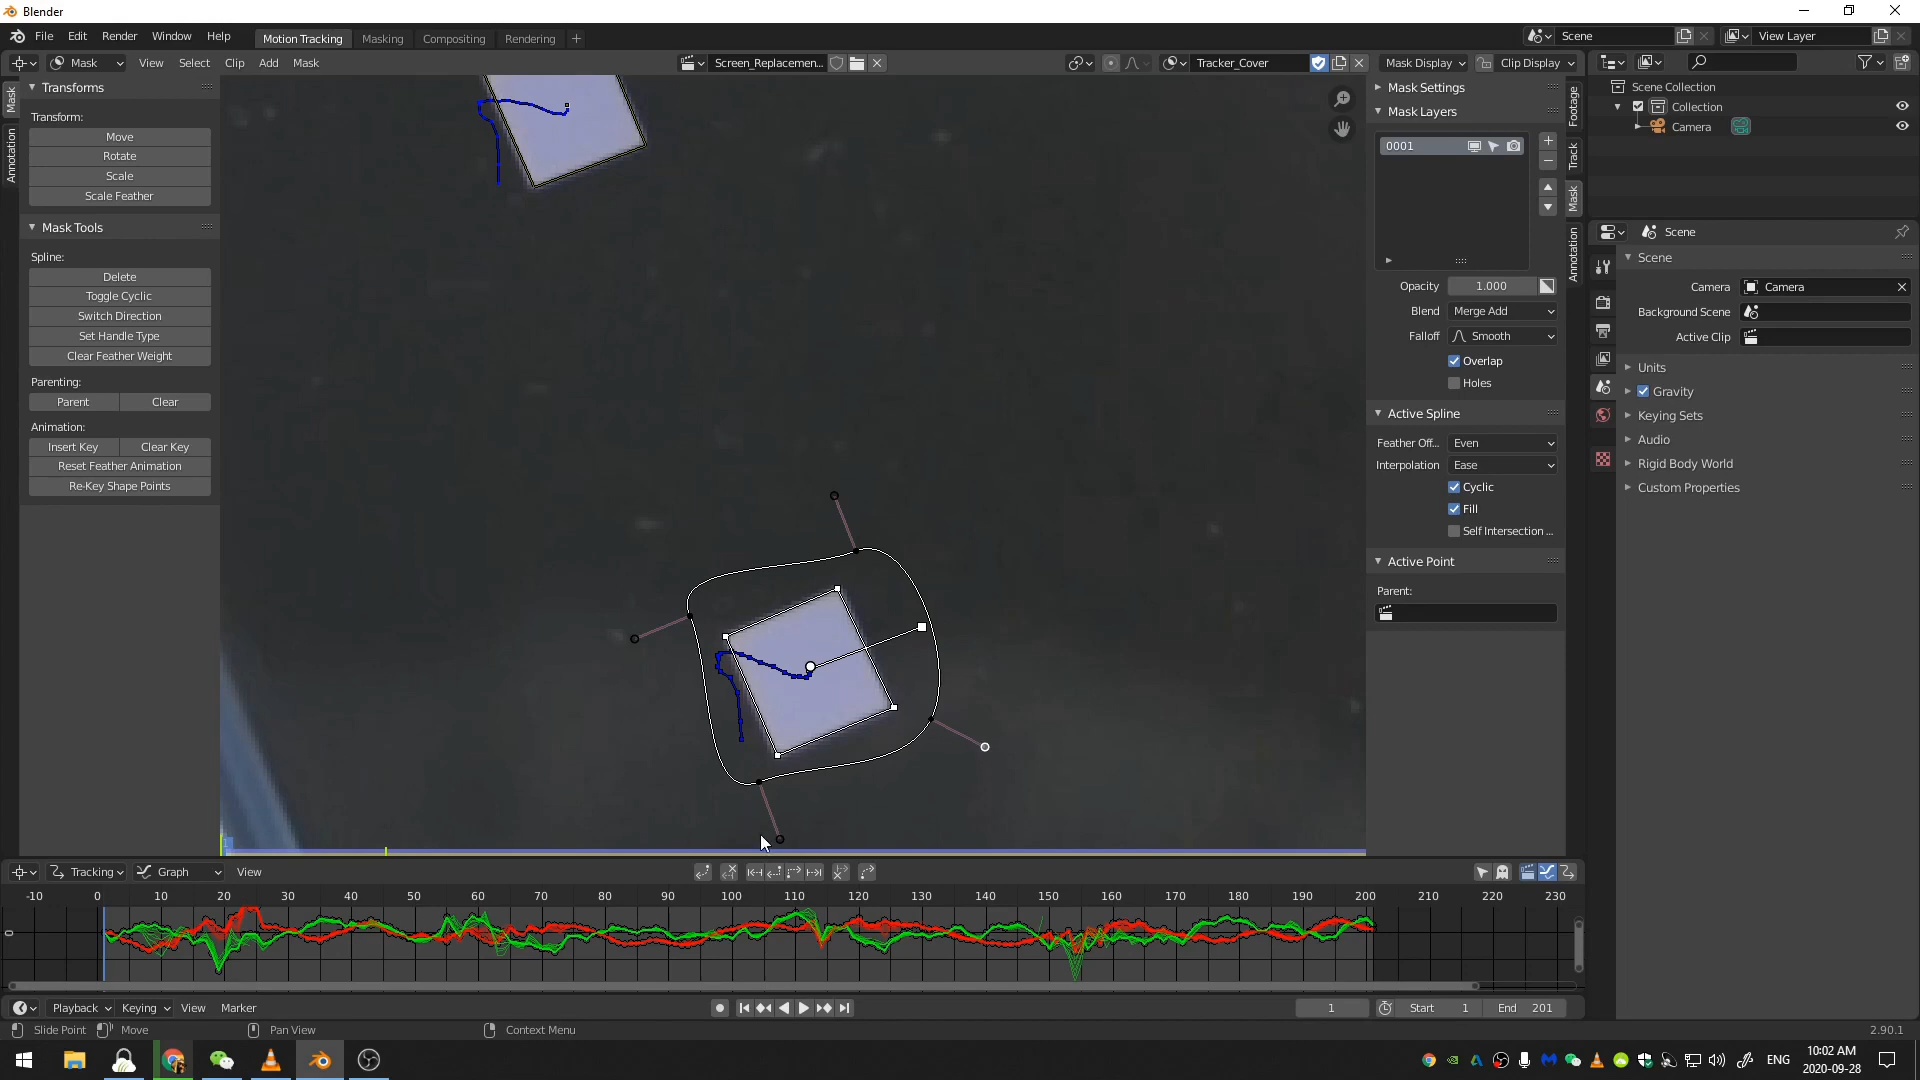 Blender
File Edit Render Window Help Motion Tracking Masking Compositing Rendering + Scene View Layer
Mask View Select Clip Add Mask Screen_Replacemen... Tracker_Cover Mask Display Clip Display
Mask
Annotation
Transforms
Transform:
Move
Rotate
Scale
Scale Feather
Mask Tools
Spline:
Delete
Toggle Cyclic
Switch Direction
Set Handle Type
Clear Feather Weight
Parenting:
Parent Clear
Animation:
Insert Key Clear Key
Reset Feather Animation
Re-Key Shape Points
1
Mask Settings
Mask Layers
0001
Opacity 1.000
Blend Merge Add
Falloff Smooth
Overlap
Holes
Active Spline
Feather Off... Even
Interpolation Ease
Cyclic
Fill
Self Intersection ...
Active Point
Parent:
Footage
Track
Mask
Annotation
Scene Collection
Collection
Camera
Scene
Scene
Camera Camera
Background Scene
Active Clip
Units
Gravity
Keying Sets
Audio
Rigid Body World
Custom Properties
Tracking Graph View
-10 0 10 20 30 40 50 60 70 80 90 100 110 120 130 140 150 160 170 180 190 200 210 220 230
0
Playback Keying View Marker 1 Start 1 End 201
Slide Point Move Pan View Context Menu 2.90.1
ENG 10:02 AM
2020-09-28